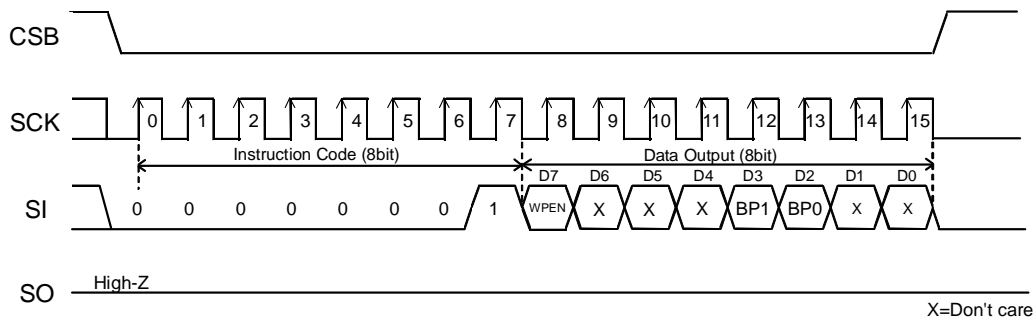 CSB
SCK 0 1 2 3 4 5 6 7 8 9 10 11 12 13 14 15
Instruction Code (8bit) Data Output (8bit)
D7 D6 D5 D4 D3 D2 D1 D0
SI 0 0 0 0 0 0 0 1 WPEN X X X BP1 BP0 X X
High-Z
SO
X=Don't care